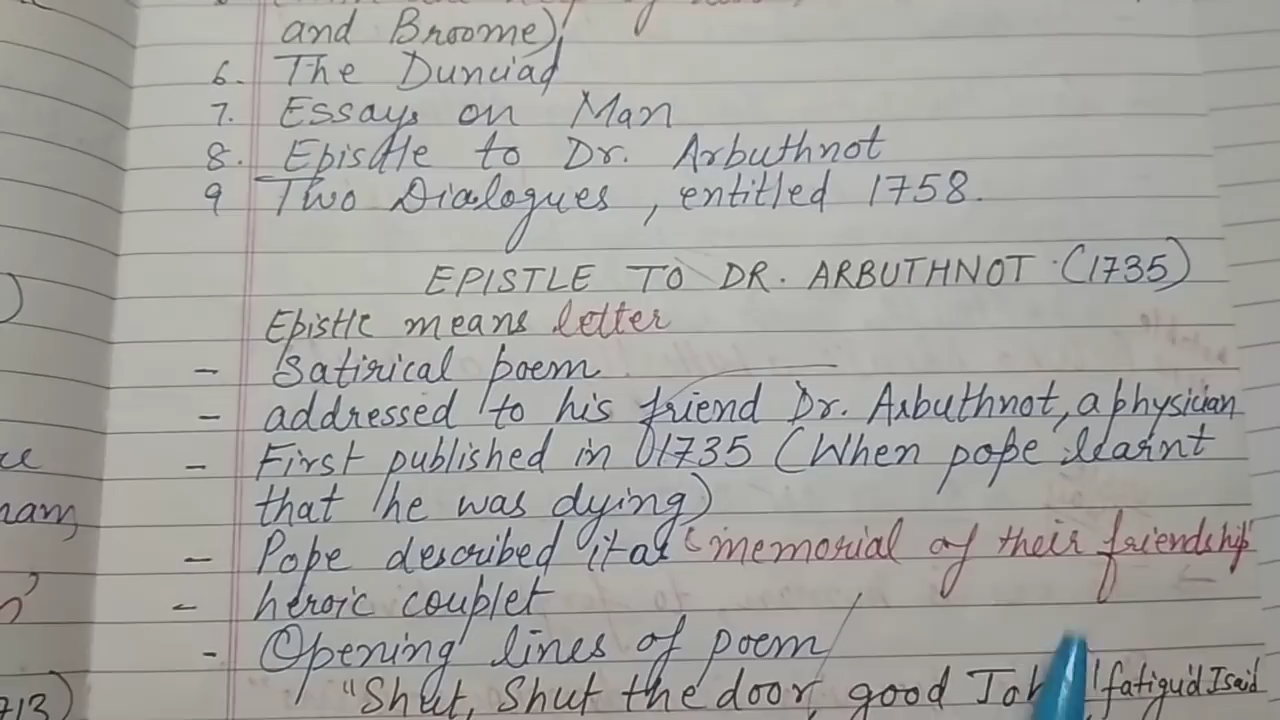 and Broome)
6. The Dunciad
7. Essays on Man
8. Epistle to Dr. Arbuthnot
9 Two Dialogues, entitled 1758.
EPISTLE TO DR. ARBUTHNOT (1735)
Epistle means letter
- Satirical poem
- addressed to his friend Dr. Arbuthnot, a physician
- First published in 1735 (When pope learnt
that he was dying)
- Pope described it as "memorial of their friendship"
- heroic couplet
- Opening lines of poem
"Shut, Shut the door, good fatigu'd I said
713)